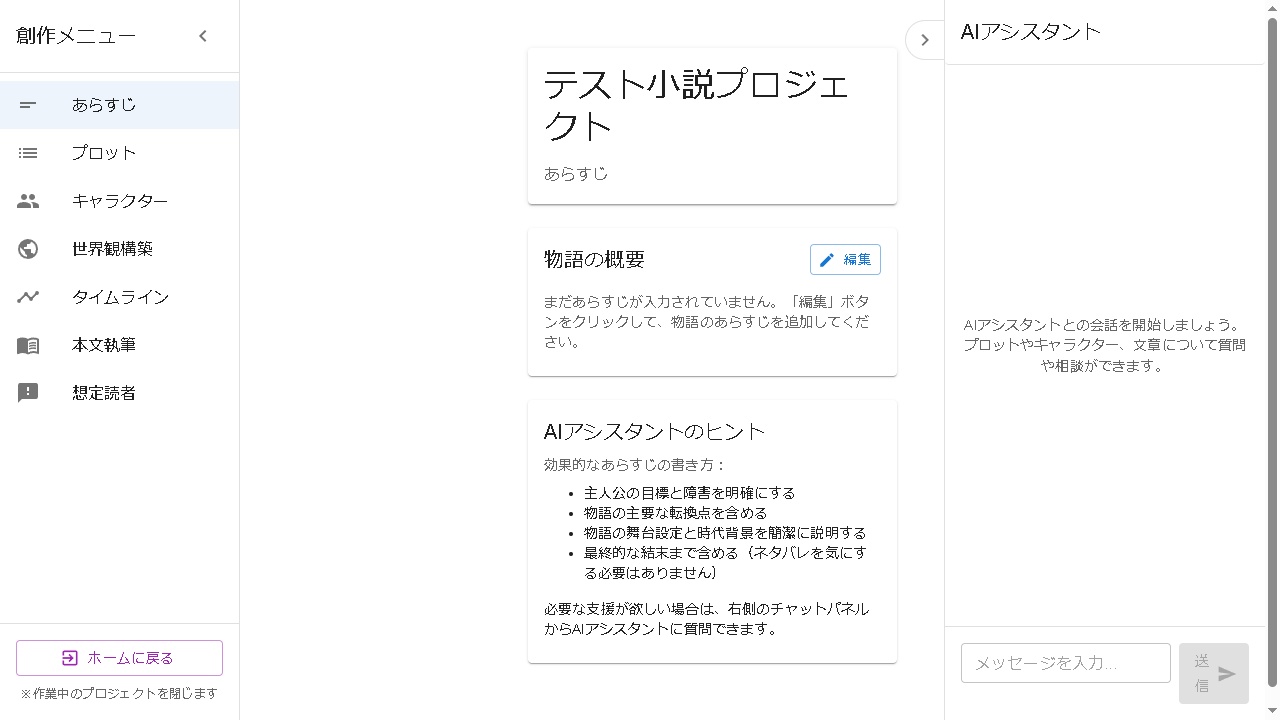 創作メニュー
あらすじ
プロット
キャラクター
世界観構築
タイムライン
本文執筆
想定読者
ホームに戻る
※作業中のプロジェクトを閉じます
テスト小説プロジェ
クト
あらすじ
物語の概要
編集
まだあらすじが入力されていません。「編集」ボタ
ンをクリックして、物語のあらすじを追加してくだ
さい。
AIアシスタントのヒント
効果的なあらすじの書き方：
• 主人公の目標と障害を明確にする
• 物語の主要な転換点を含める
• 物語の舞台設定と時代背景を簡潔に説明する
• 最終的な結末まで含める（ネタバレを気にす
る必要はありません）
必要な支援が欲しい場合は、右側のチャットパネル
からAIアシスタントに質問できます。
AIアシスタント
AIアシスタントとの会話を開始しましょう。
プロットやキャラクター、文章について質問
や相談ができます。
メッセージを入力...
送
信